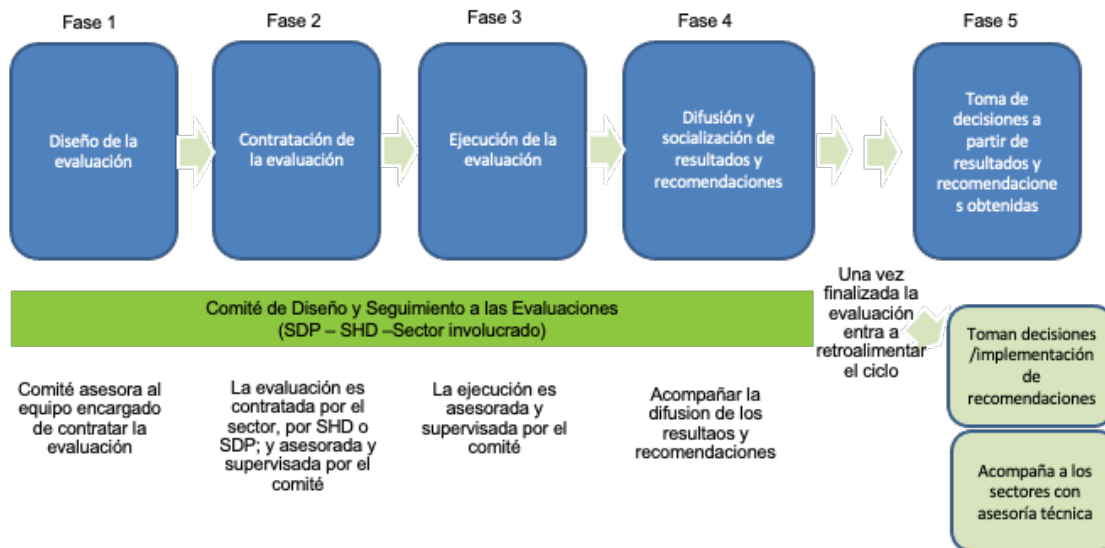 Fase 1
Fase 2
Fase 3
Fase 4
Fase 5
Diseño de la
evaluación
Contratación de
la evaluación
Ejecución de la
evaluación
Difusión y
socialización de
resultados y
recomendaciones
Toma de
decisiones a
partir de
resultados y
recomendacione
s obtenidas
Comité de Diseño y Seguimiento a las Evaluaciones
(SDP – SHD –Sector involucrado)
Una vez
finalizada la
evaluación
entra a
retroalimentar
el ciclo
Toman decisiones
/implementación
de
recomendaciones
Comité asesora al
equipo encargado
de contratar la
evaluación
La evaluación es
contratada por el
sector, por SHD o
SDP; y asesorada y
supervisada por el
comité
La ejecución es
asesorada y
supervisada por el
comité
Acompañar la
difusion de los
resultaos y
recomendaciones
Acompaña a los
sectores con
asesoría técnica